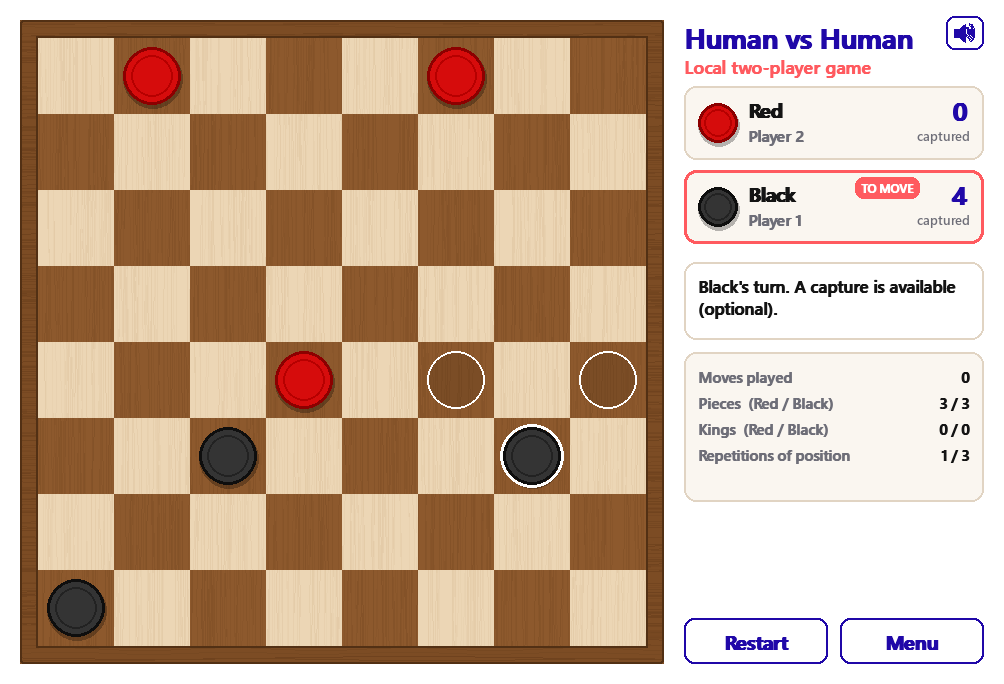 Human vs Human
Local two-player game
Red
Player 2
0
captured
Black
Player 1
TO MOVE
4
captured
Black's turn. A capture is available
(optional).
Moves played 0
Pieces (Red / Black) 3 / 3
Kings (Red / Black) 0 / 0
Repetitions of position 1 / 3
Restart
Menu